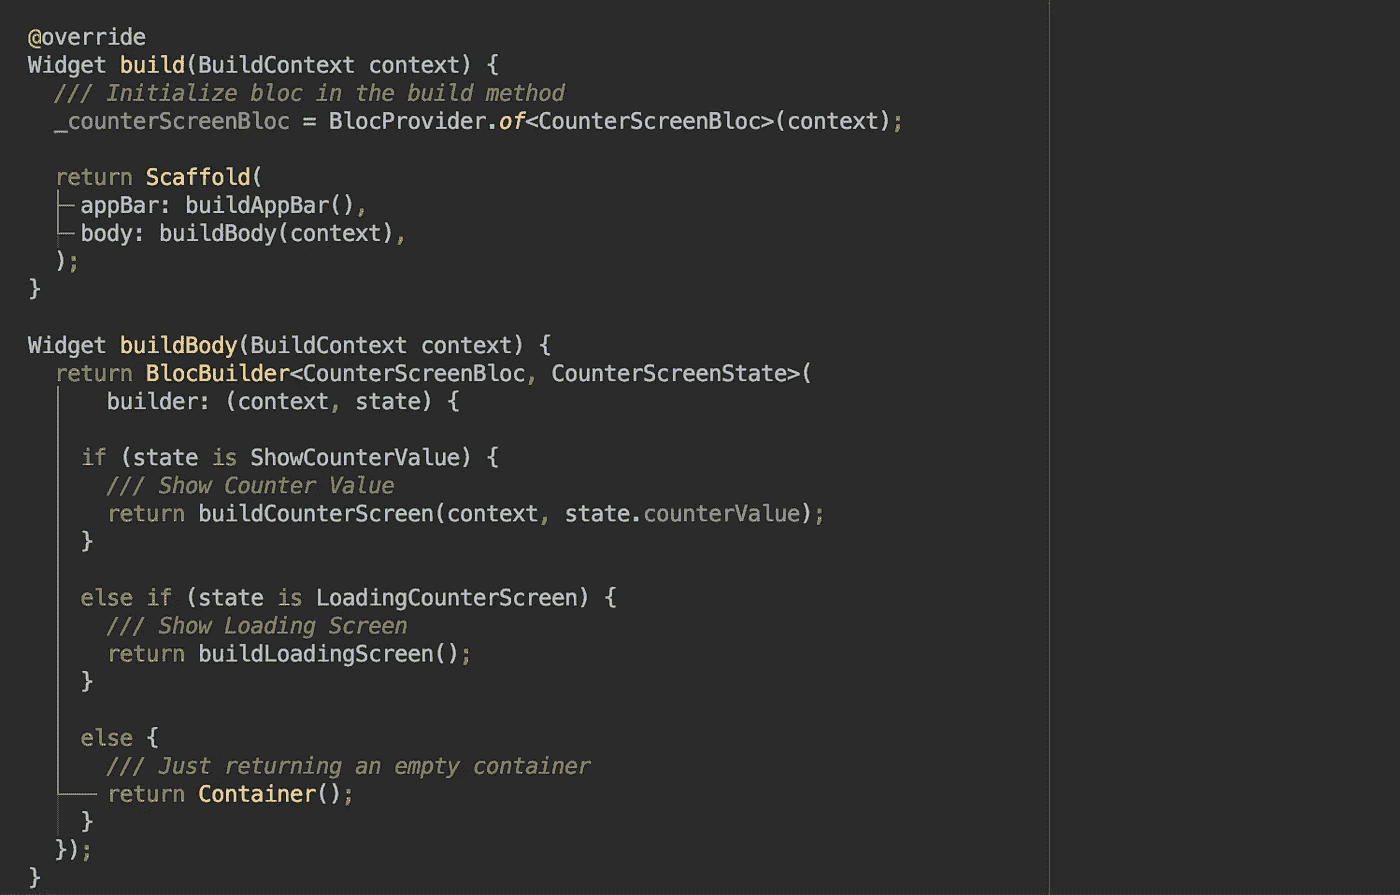 @override
Widget build(BuildContext context) {
/// Initialize bloc in the build method
_counterScreenBloc = BlocProvider.of<CounterScreenBloc>(context);
return Scaffold(
appBar: buildAppBar(),
body: buildBody(context),
);
}
Widget buildBody(BuildContext context) {
return BlocBuilder<CounterScreenBloc, CounterScreenState>(
builder: (context, state) {
if (state is ShowCounterValue) {
/// Show Counter Value
return buildCounterScreen(context, state.counterValue);
}
else if (state is LoadingCounterScreen) {
/// Show Loading Screen
return buildLoadingScreen();
}
else {
/// Just returning an empty container
return Container();
}
});
}